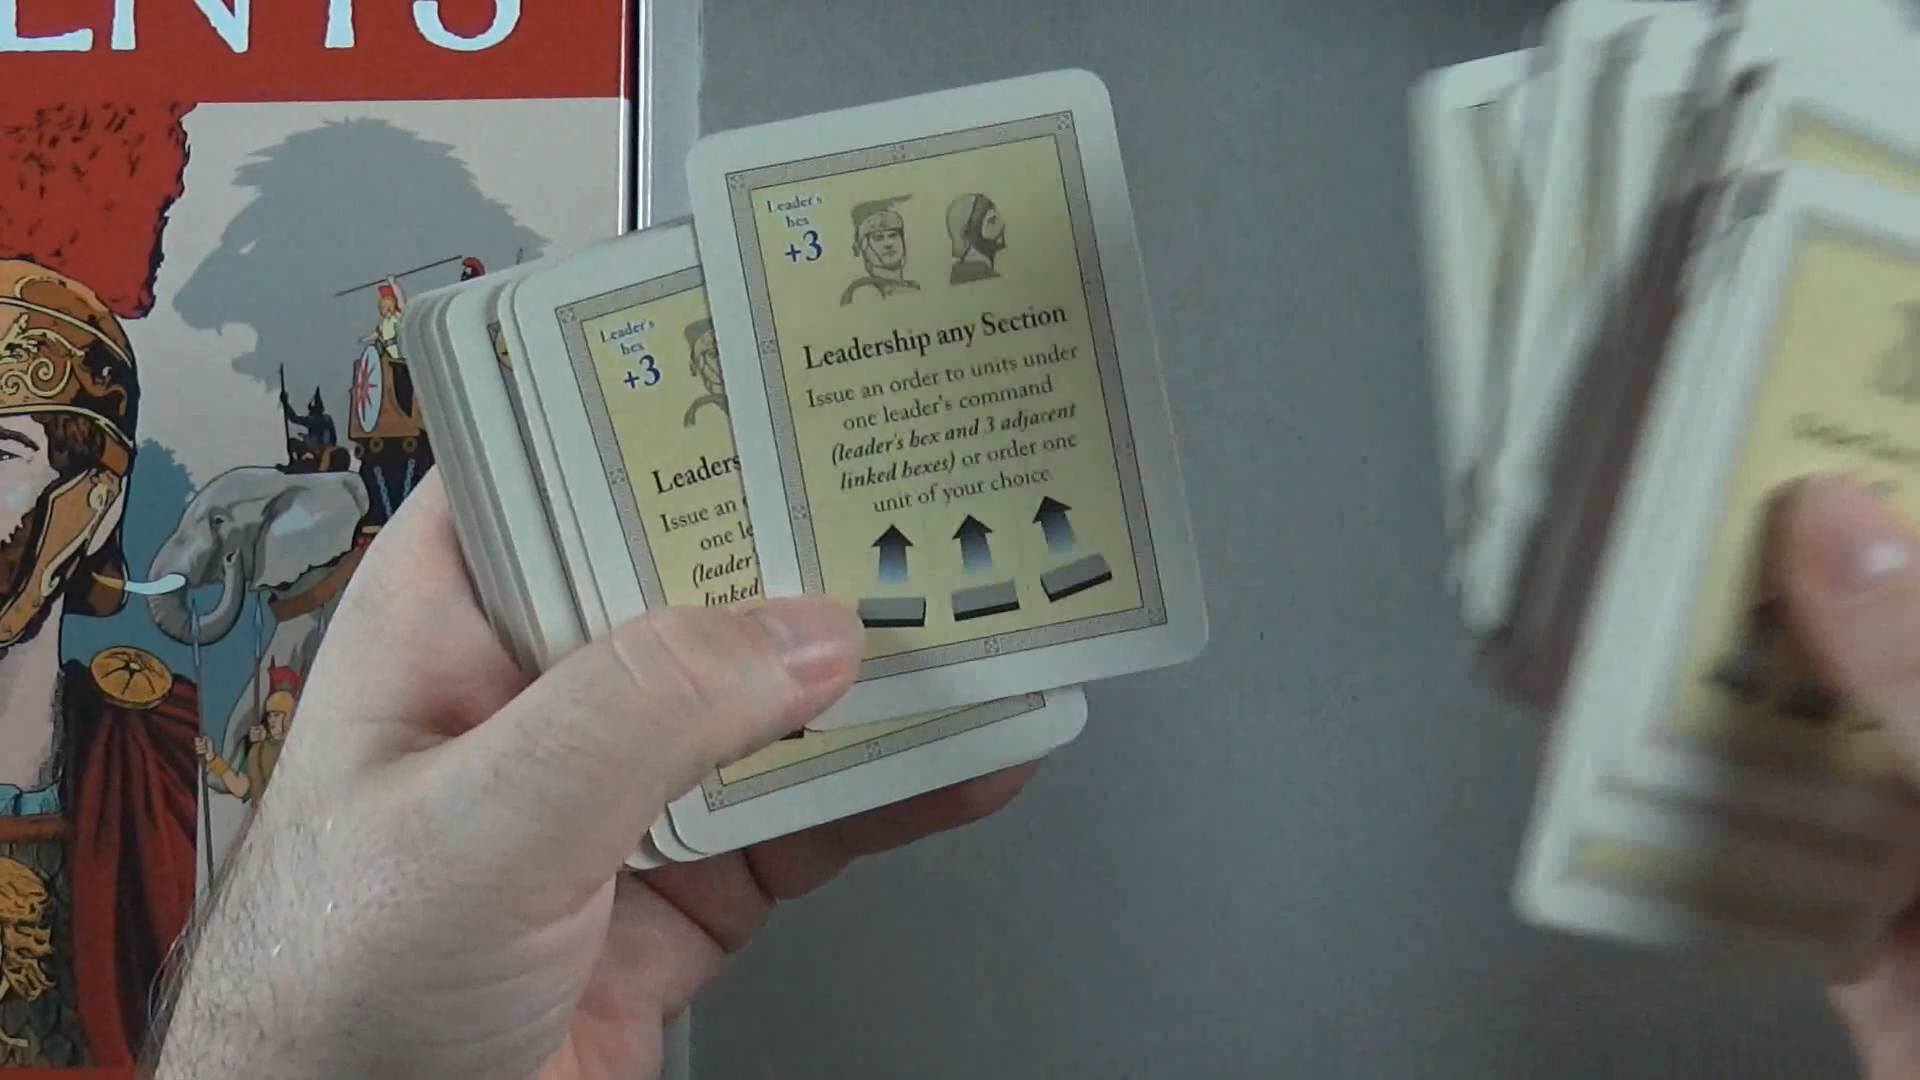 ENTS
Leader's
hex
+3
Leadership any Section
Issue an order to units under
one leader's command
(leader's hex and 3 adjacent
linked hexes) or order one
unit of your choice.
Leader's
hex
+3
Leaders
Issue an
one le
(leader'
linked